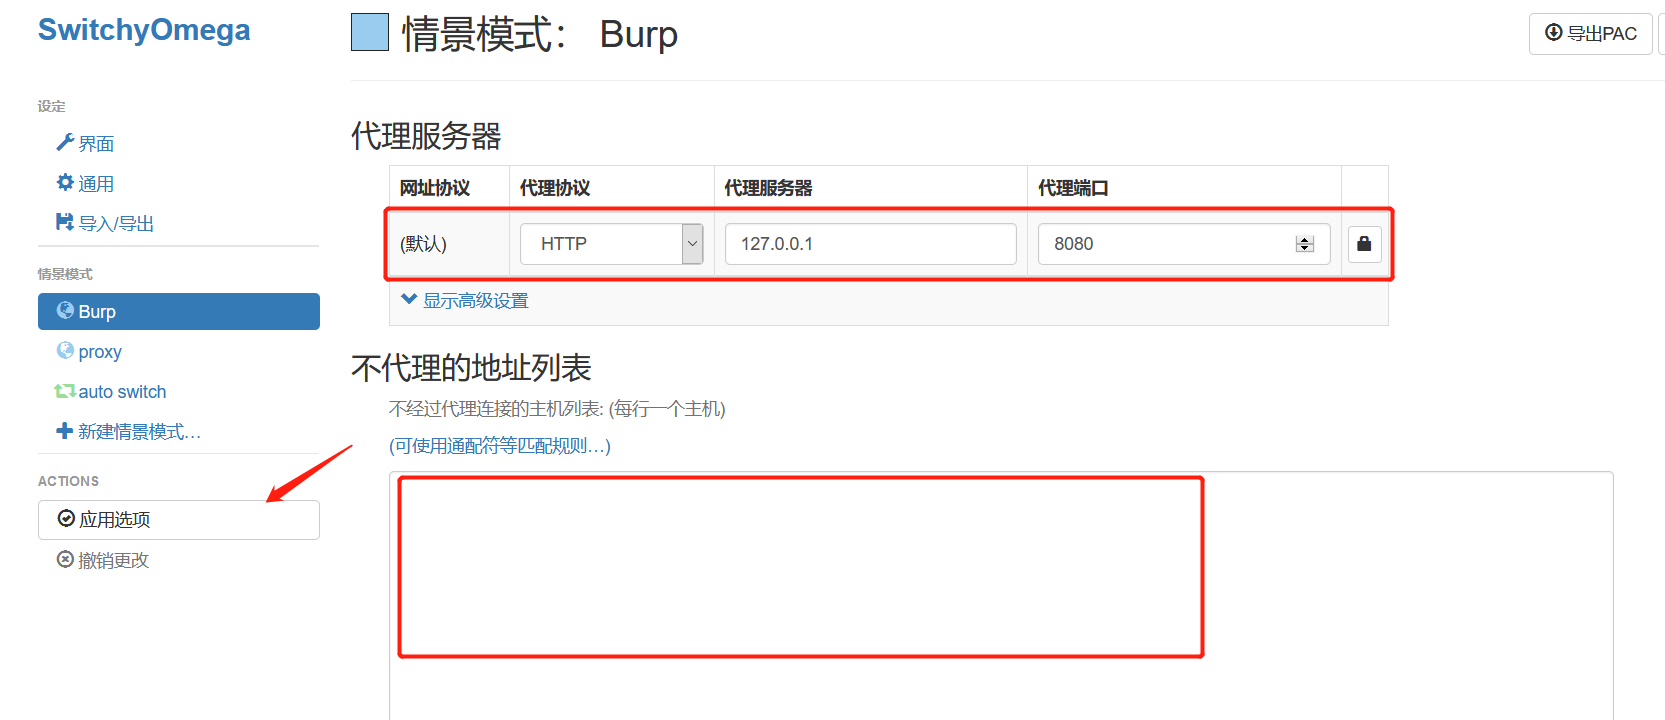 SwitchyOmega
设定
界面
通用
导入/导出
情景模式
Burp
proxy
auto switch
新建情景模式…
ACTIONS
应用选项
撤销更改
情景模式： Burp
导出PAC
代理服务器
网址协议 代理协议 代理服务器 代理端口
(默认) HTTP 127.0.0.1 8080
显示高级设置
不代理的地址列表
不经过代理连接的主机列表: (每行一个主机)
(可使用通配符等匹配规则…)